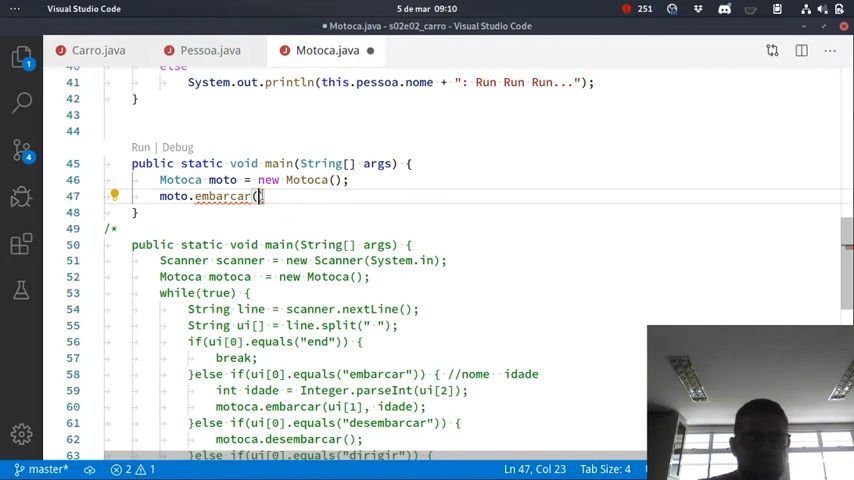 Visual Studio Code
5 de mar 09:10
251
Motoca.java - s02e02_carro - Visual Studio Code
Carro.java
Pessoa.java
Motoca.java
1
4
40 else
41 System.out.println(this.pessoa.nome + ": Run Run Run...");
42 }
43
44
Run | Debug
45 public static void main(String[] args) {
46 Motoca moto = new Motoca();
47 moto.embarcar()
48 }
49 /*
50 public static void main(String[] args) {
51 Scanner scanner = new Scanner(System.in);
52 Motoca motoca = new Motoca();
53 while(true) {
54 String line = scanner.nextLine();
55 String ui[] = line.split(" ");
56 if(ui[0].equals("end")) {
57 break;
58 }else if(ui[0].equals("embarcar")) { //nome idade
59 int idade = Integer.parseInt(ui[2]);
60 motoca.embarcar(ui[1], idade);
61 }else if(ui[0].equals("desembarcar")) {
62 motoca.desembarcar();
63 }else if(ui[0].equals("dirigir")) {
master* 2 1 Ln 47, Col 23 Tab Size: 4